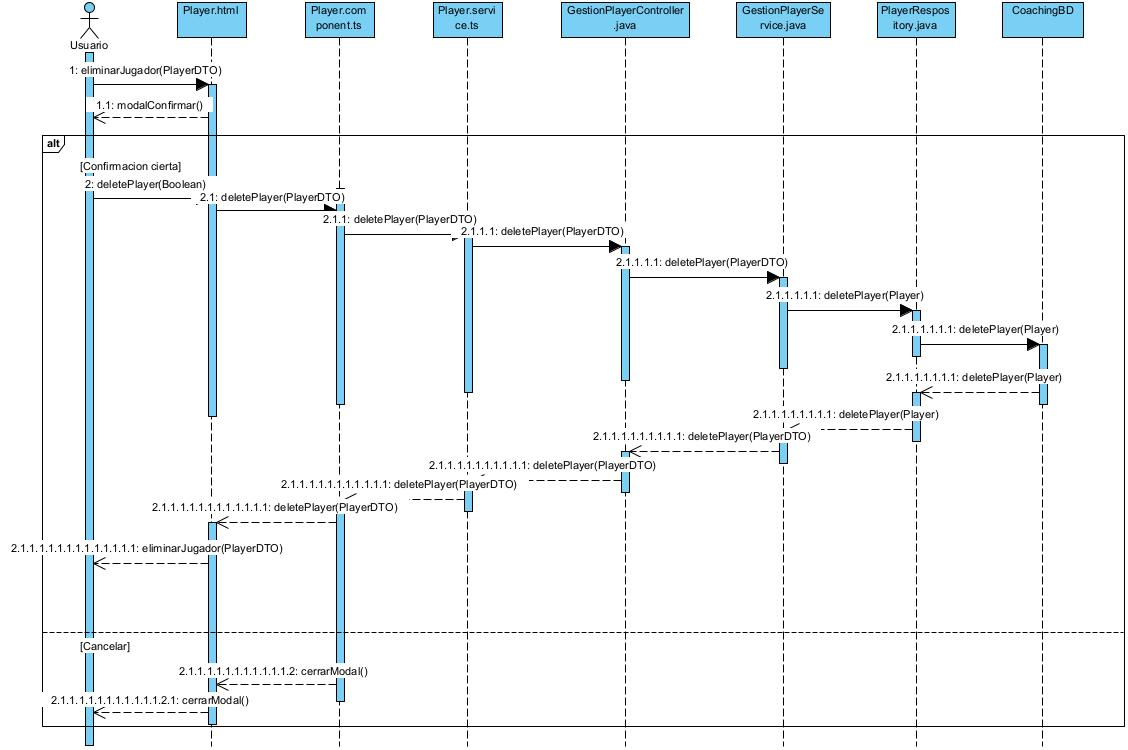 Player.html
Player.com
ponent.ts
Player.servi
ce.ts
GestionPlayerController
.java
GestionPlayerSe
rvice.java
PlayerRespos
itory.java
CoachingBD
Usuario
1: eliminarJugador(PlayerDTO)
1.1: modalConfirmar()
alt
[Confirmacion cierta]
2: deletePlayer(Boolean)
2.1: deletePlayer(PlayerDTO)
2.1.1: deletePlayer(PlayerDTO)
2.1.1.1: deletePlayer(PlayerDTO)
2.1.1.1.1: deletePlayer(PlayerDTO)
2.1.1.1.1.1: deletePlayer(Player)
2.1.1.1.1.1.1: deletePlayer(Player)
2.1.1.1.1.1.1.1: deletePlayer(Player)
2.1.1.1.1.1.1.1.1: deletePlayer(Player)
2.1.1.1.1.1.1.1.1.1: deletePlayer(PlayerDTO)
2.1.1.1.1.1.1.1.1.1.1: deletePlayer(PlayerDTO)
2.1.1.1.1.1.1.1.1.1.1.1: deletePlayer(PlayerDTO)
2.1.1.1.1.1.1.1.1.1.1.1.1: deletePlayer(PlayerDTO)
2.1.1.1.1.1.1.1.1.1.1.1.1.1: eliminarJugador(PlayerDTO)
[Cancelar]
2.1.1.1.1.1.1.1.1.1.1.1.2: cerrarModal()
2.1.1.1.1.1.1.1.1.1.1.1.2.1: cerrarModal()